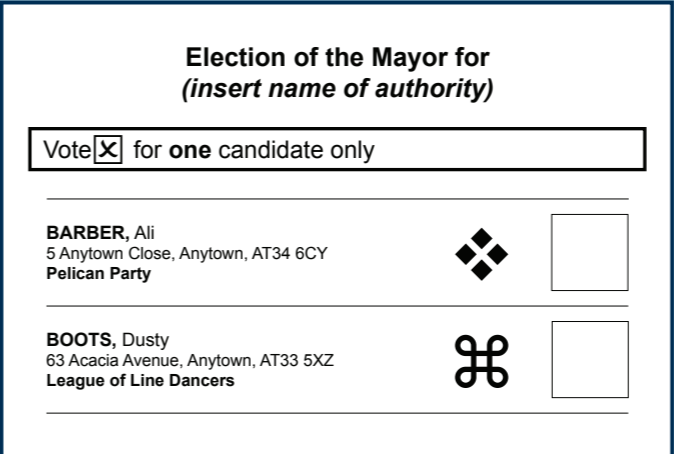 Election of the Mayor for
(insert name of authority)
Vote ☒ for one candidate only
BARBER, Ali
5 Anytown Close, Anytown, AT34 6CY
Pelican Party
BOOTS, Dusty
63 Acacia Avenue, Anytown, AT33 5XZ
League of Line Dancers